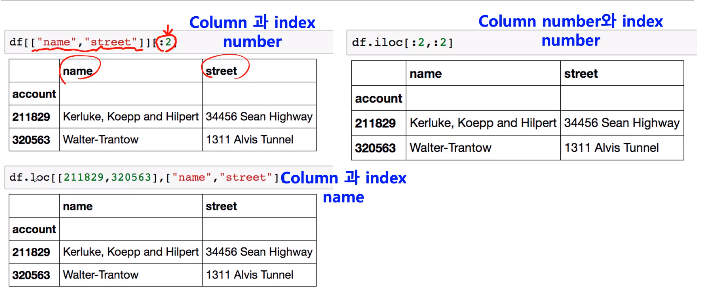 Column 과 index
number
df[["name","street"]][:2]
name street
account
211829 Kerluke, Koepp and Hilpert 34456 Sean Highway
320563 Walter-Trantow 1311 Alvis Tunnel
Column number와 index
number
df.iloc[:2,:2]
name street
account
211829 Kerluke, Koepp and Hilpert 34456 Sean Highway
320563 Walter-Trantow 1311 Alvis Tunnel
df.loc[[211829,320563],["name","street"]
Column 과 index
name
name street
account
211829 Kerluke, Koepp and Hilpert 34456 Sean Highway
320563 Walter-Trantow 1311 Alvis Tunnel